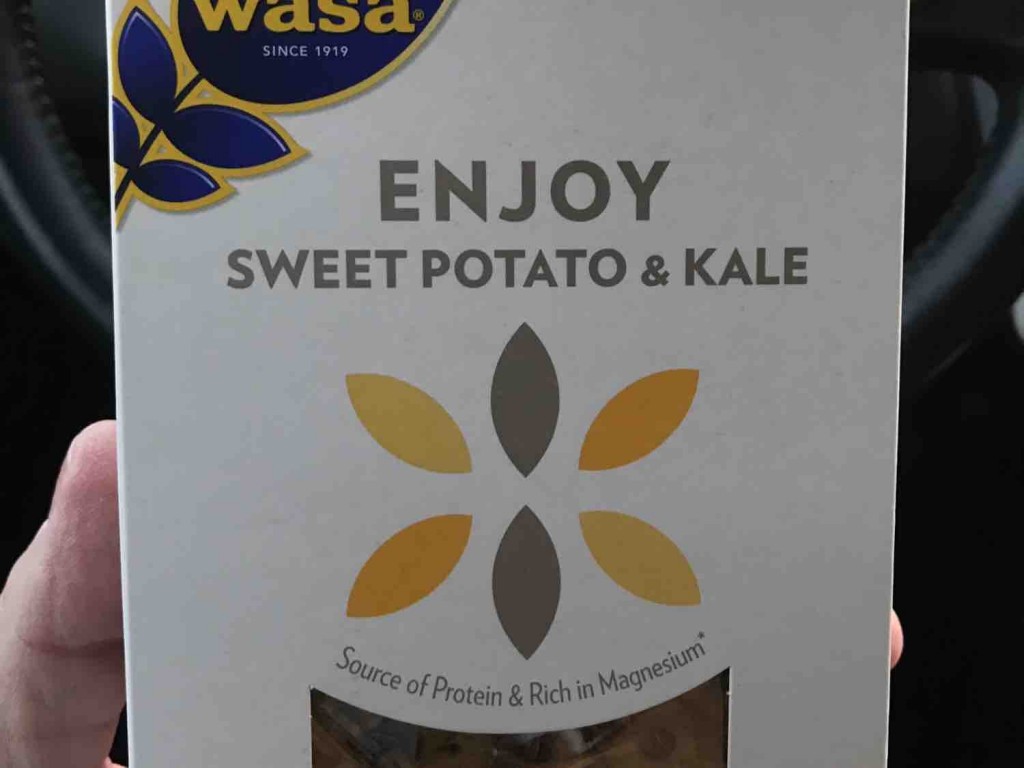 wasa®
SINCE 1919
ENJOY
SWEET POTATO & KALE
Source of Protein & Rich in Magnesium*